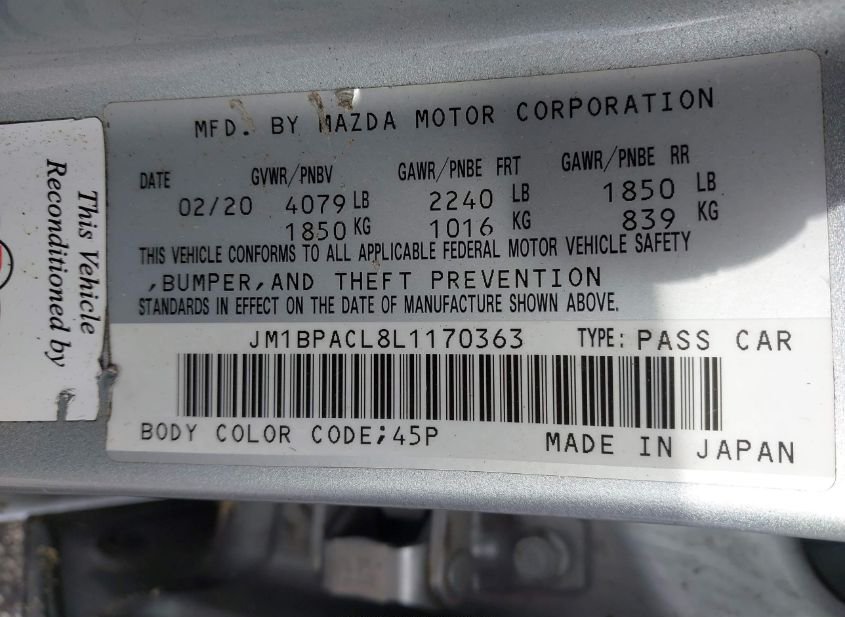 MFD. BY MAZDA MOTOR CORPORATION
DATE GVWR/PNBV GAWR/PNBE FRT GAWR/PNBE RR
02/20 4079 LB 2240 LB 1850 LB
1850 KG 1016 KG 839 KG
THIS VEHICLE CONFORMS TO ALL APPLICABLE FEDERAL MOTOR VEHICLE SAFETY
,BUMPER,AND THEFT PREVENTION
STANDARDS IN EFFECT ON THE DATE OF MANUFACTURE SHOWN ABOVE.
JM1BPACL8L1170363 TYPE: PASS CAR
BODY COLOR CODE;45P MADE IN JAPAN
This Vehicle
Reconditioned by